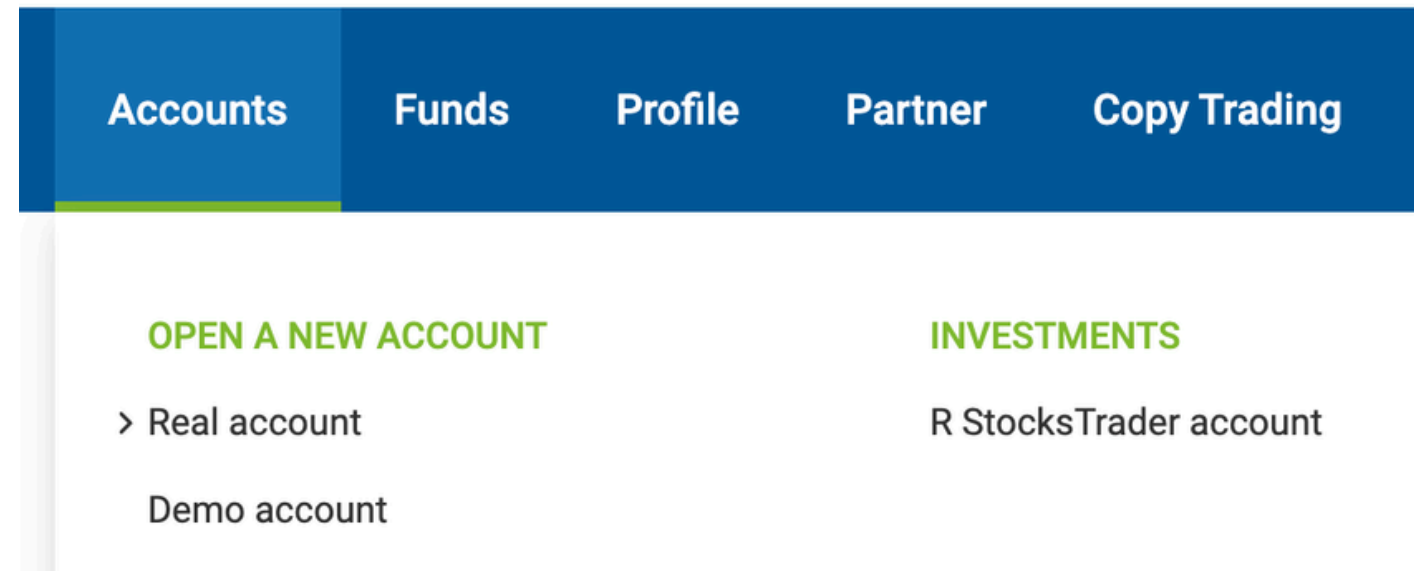 Accounts Funds Profile Partner Copy Trading
OPEN A NEW ACCOUNT
Real account
Demo account
INVESTMENTS
R StocksTrader account